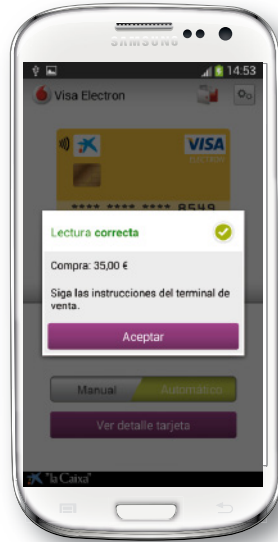 SAMSUNG
14:53
Visa Electron
VISA
ELECTRON
**** **** **** 8549
Lectura correcta
Compra: 35,00 €
Siga las instrucciones del terminal de
venta.
Aceptar
Manual
Automático
Ver detalle tarjeta
"la Caixa"